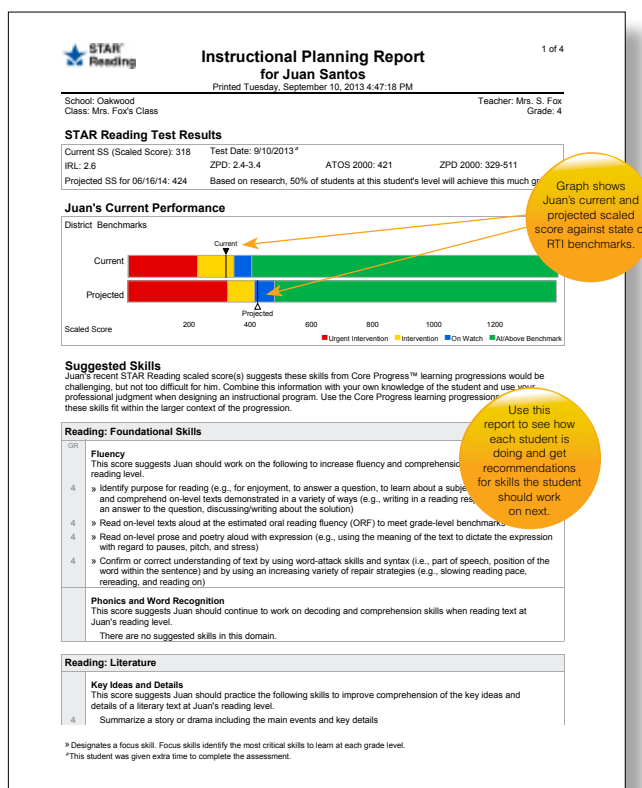 STAR
Reading
Instructional Planning Report
for Juan Santos
Printed Tuesday, September 10, 2013 4:47:18 PM
1 of 4
School: Oakwood
Class: Mrs. Fox's Class
Teacher: Mrs. S. Fox
Grade: 4
STAR Reading Test Results
Current SS (Scaled Score): 318 Test Date: 9/10/2013
IRL: 2.6 ZPD: 2.4-3.4 ATOS 2000: 421 ZPD 2000: 329-511
Projected SS for 06/16/14: 424 Based on research, 50% of students at this student's level will achieve this much
Graph shows
Juan's current and
projected scaled
score against state
RTI benchmarks.
Juan's Current Performance
District Benchmarks
Current
Current
Projected
Projected
Scaled Score 200 400 600 800 1000 1200
Urgent Intervention Intervention On Watch At/Above Benchmark
Suggested Skills
Juan's recent STAR Reading scaled score(s) suggests these skills from Core Progress™ learning progressions would be
challenging, but not too difficult for him. Combine this information with your own knowledge of the student and use your
professional judgment when designing an instructional program. Use the Core Progress learning progressions
these skills fit within the larger context of the progression.
Use this
report to see how
each student is
doing and get
recommendations
for skills the student
should work
on next.
Reading: Foundational Skills
GR
Fluency
This score suggests Juan should work on the following to increase fluency and
reading level.
4 » Identify purpose for reading (e.g., for enjoyment, to answer a question, to learn about a
and comprehend on-level texts demonstrated in a variety of ways (e.g., writing in a reading
an answer to the question, discussing/writing about the solution)
4 » Read on-level texts aloud at the estimated oral reading fluency (ORF) to meet grade-level benchmarks
4 » Read on-level prose and poetry aloud with expression (e.g., using the meaning of the text to dictate the expression
with regard to pauses, pitch, and stress)
4 » Confirm or correct understanding of text by using word-attack skills and syntax (i.e., part of speech, position of the
word within the sentence) and by using an increasing variety of repair strategies (e.g., slowing reading pace,
rereading, and reading on)
Phonics and Word Recognition
This score suggests Juan should continue to work on decoding and comprehension skills when reading text at
Juan's reading level.
There are no suggested skills in this domain.
Reading: Literature
Key Ideas and Details
This score suggests Juan should practice the following skills to improve comprehension of the key ideas and
details of a literary text at Juan's reading level.
4 Summarize a story or drama including the main events and key details
» Designates a focus skill. Focus skills identify the most critical skills to learn at each grade level.
This student was given extra time to complete the assessment.